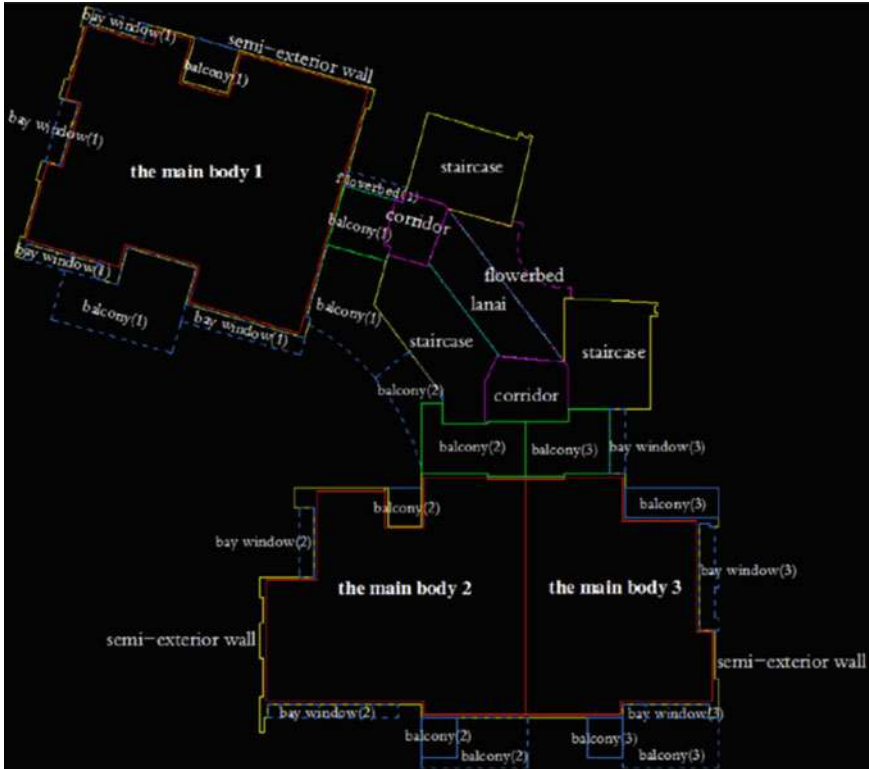 bay window(1)
semi-exterior wall
balcony(1)
bay window(1)
the main body 1
staircase
flowerbed(1)
corridor
balcony(1)
bay window(1)
flowerbed
lanai
balcony(1)
balcony(1)
bay window(1)
staircase
staircase
balcony(2)
corridor
balcony(2)
balcony(3)
bay window(3)
balcony(2)
balcony(3)
bay window(2)
bay window(3)
the main body 2
the main body 3
semi-exterior wall
semi-exterior wall
bay window(2)
bay window(3)
balcony(2)
balcony(3)
balcony(2)
balcony(3)